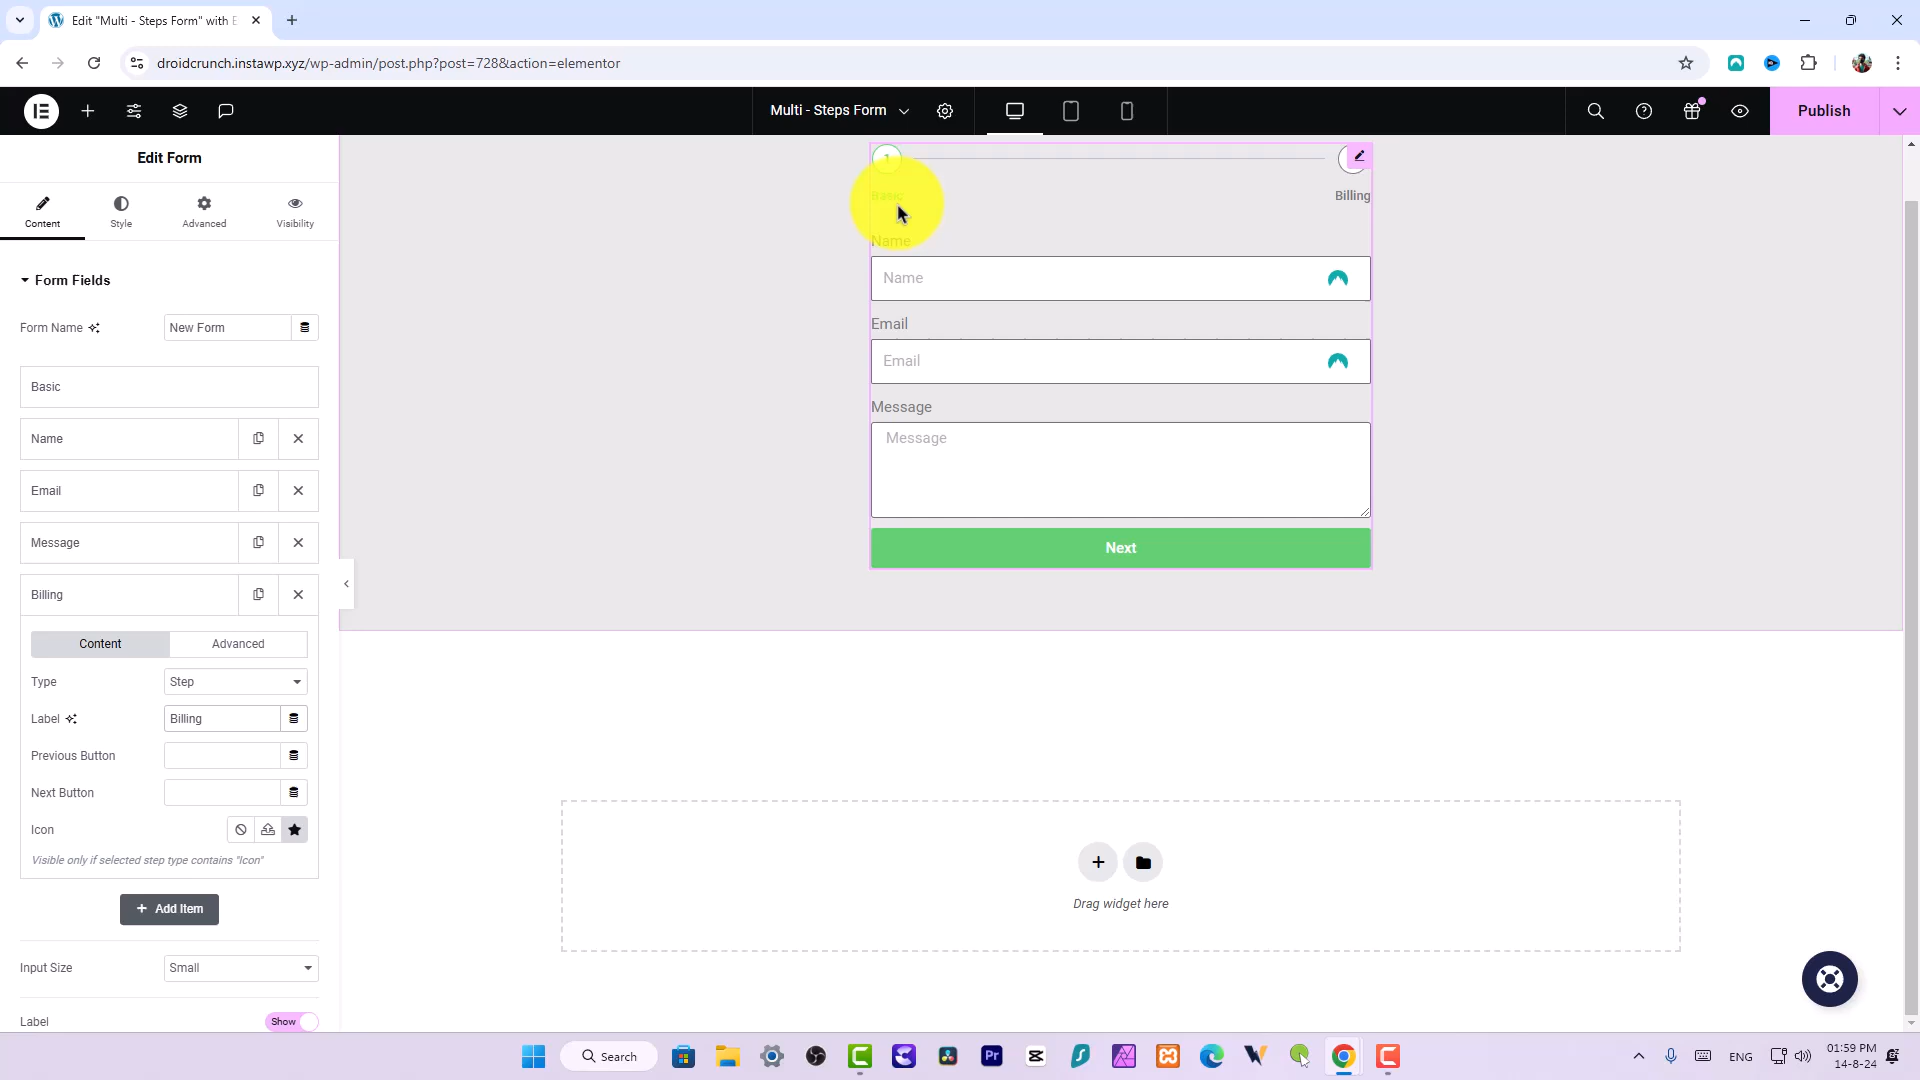 Edit "Multi - Steps Form" with E
droidcrunch.instawp.xyz/wp-admin/post.php?post=728&action=elementor
Multi - Steps Form
Publish
Edit Form
Content
Style
Advanced
Visibility
Form Fields
Form Name
New Form
Basic
Name
Email
Message
Billing
Content
Advanced
Type
Step
Label
Billing
Previous Button
Next Button
Icon
Visible only if selected step type contains "Icon"
Add Item
Input Size
Small
Label
Show
1
Basic
Billing
Name
Name
Email
Email
Message
Message
Next
Drag widget here
Search
ENG
01:59 PM
14-8-24